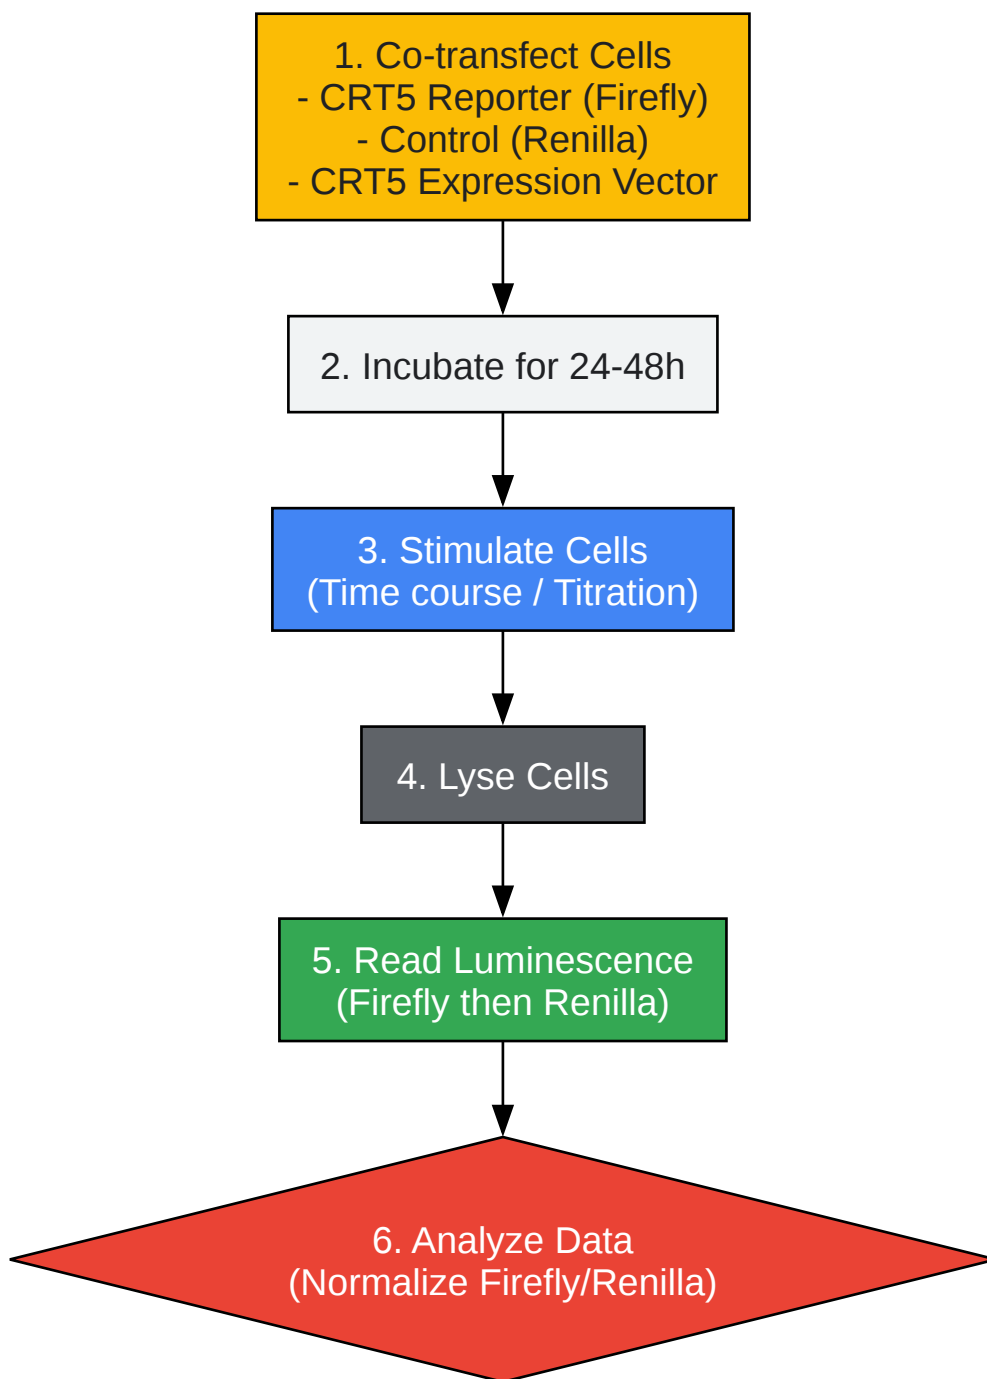 1. Co-transfect Cells
- CRT5 Reporter (Firefly)
- Control (Renilla)
- CRT5 Expression Vector
2. Incubate for 24-48h
3. Stimulate Cells
(Time course / Titration)
4. Lyse Cells
5. Read Luminescence
(Firefly then Renilla)
6. Analyze Data
(Normalize Firefly/Renilla)